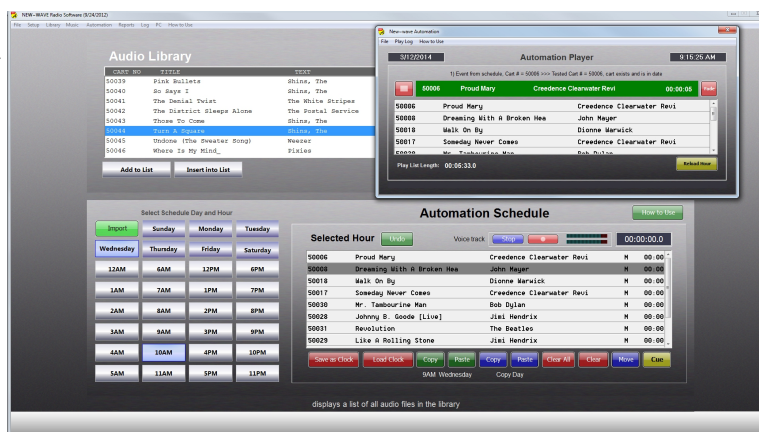 NEW-WAVE Radio Software (9/24/2012)
File Setup Library Music Automation Reports Log PC How to Use
Audio Library
CART NO TITLE TEXT
50039 Pink Bullets Shins, The
50040 So Says I Shins, The
50041 The Denial Twist The White Stripes
50042 The District Sleeps Alone The Postal Service
50043 Those To Come Shins, The
50044 Turn A Square Shins, The
50045 Undone (The Sweater Song) Weezer
50046 Where Is My Mind_ Pixies
Add to List Insert into List
New-wave Automation
File Play Log How to Use
3/12/2014 Automation Player 9:15:25 AM
1) Event from schedule, Cart # = 50006 >>> Tested Cart # = 50006, cart exists and is in date
50006 Proud Mary Creedence Clearwater Revi 00:00:05 Fade
50006 Proud Mary Creedence Clearwater Revi
50008 Dreaming With A Broken Hea John Mayer
50018 Walk On By Dionne Warwick
50017 Someday Never Comes Creedence Clearwater Revi
50030 Mr. Tambourine Man Bob Dylan
Play List Length: 00:05:33.0 Reload Hour
Select Schedule Day and Hour
Import Sunday Monday Tuesday
Wednesday Thursday Friday Saturday
12AM 6AM 12PM 6PM
1AM 7AM 1PM 7PM
2AM 8AM 2PM 8PM
3AM 9AM 3PM 9PM
4AM 10AM 4PM 10PM
5AM 11AM 5PM 11PM
Automation Schedule How to Use
Selected Hour Undo Voice track Stop 00:00:00.0
50006 Proud Mary Creedence Clearwater Revi M 00:00
50008 Dreaming With A Broken Hea John Mayer M 00:00
50018 Walk On By Dionne Warwick M 00:00
50017 Someday Never Comes Creedence Clearwater Revi M 00:00
50030 Mr. Tambourine Man Bob Dylan M 00:00
50028 Johnny B. Goode [Live] Jimi Hendrix M 00:00
50031 Revolution The Beatles M 00:00
50029 Like A Rolling Stone Jimi Hendrix M 00:00
Save as Clock Load Clock Copy Paste Copy Paste Clear All Clear Move Cue
9AM Wednesday Copy Day
displays a list of all audio files in the library